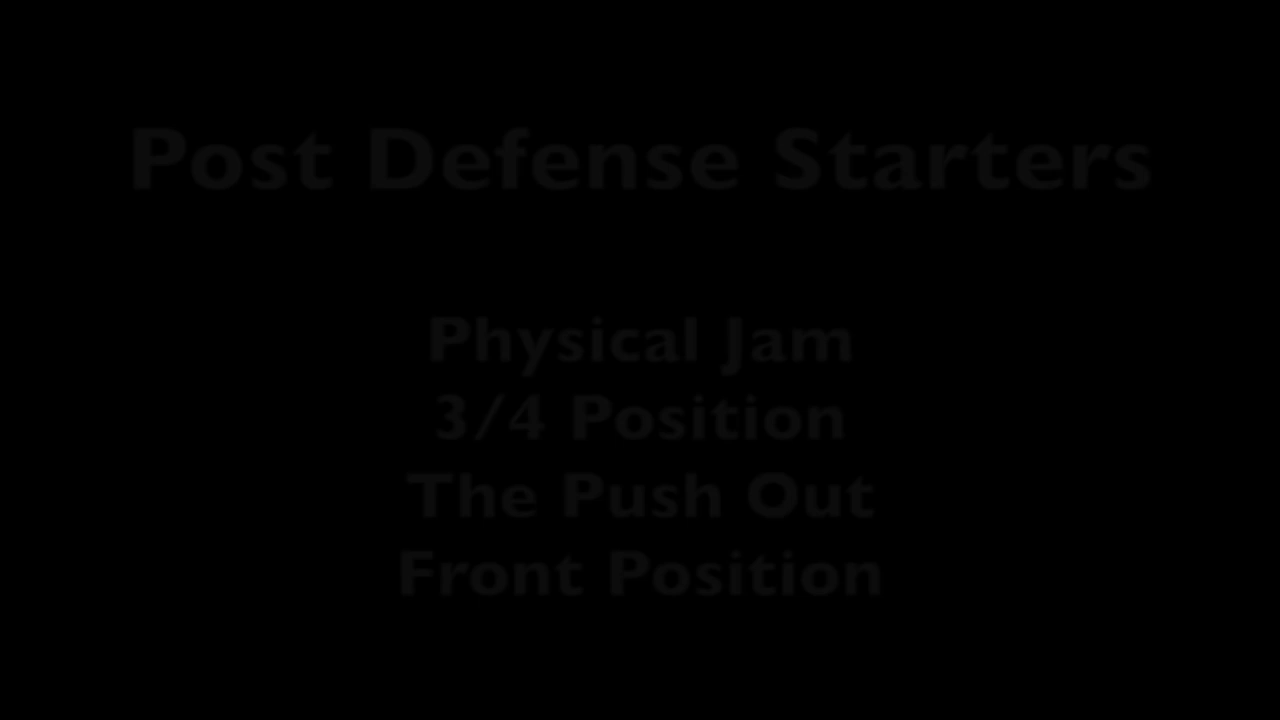 Post Defense Starters
Physical Jam
3/4 Position
The Push Out
Front Position